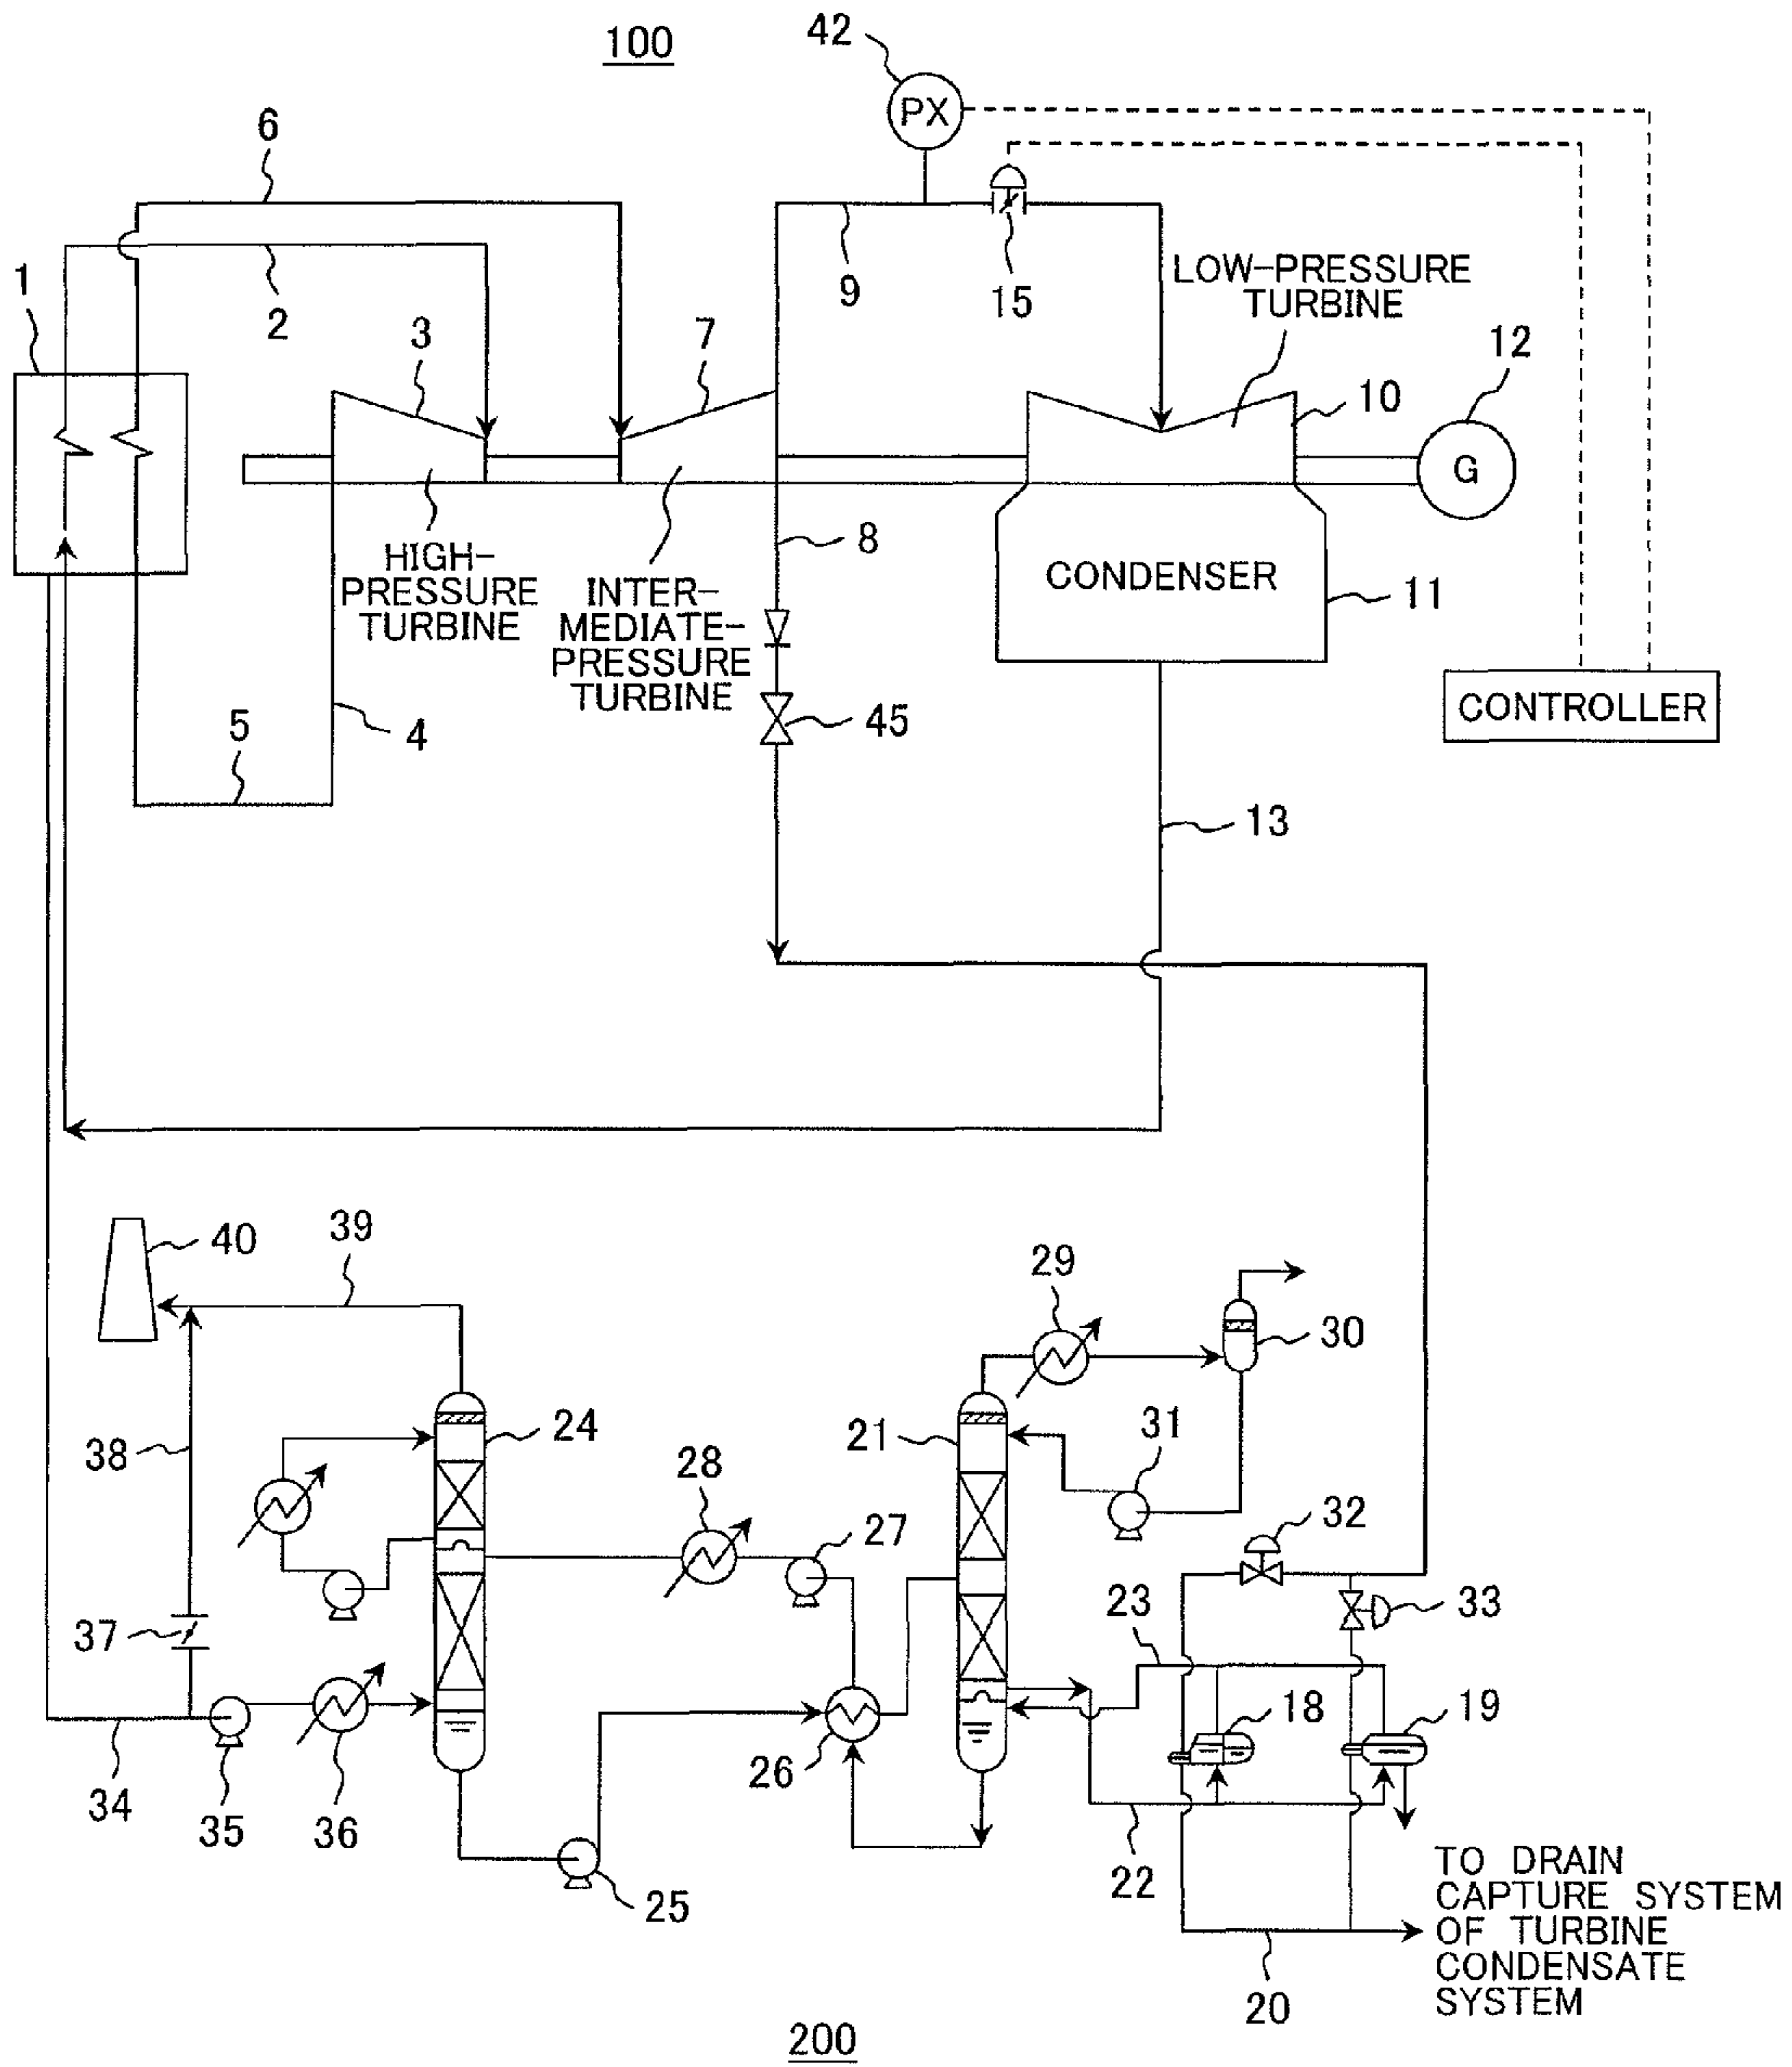 100
42
PX
6
2
1
3
7
9
15
LOW-PRESSURE
TURBINE
12
10
G
8
HIGH-
PRESSURE
TURBINE
INTER-
MEDIATE-
PRESSURE
TURBINE
CONDENSER
11
45
CONTROLLER
4
5
13
40
39
29
30
38
24
21
31
28
27
32
37
23
33
18
19
34
35
36
26
22
25
20
TO DRAIN
CAPTURE SYSTEM
OF TURBINE
CONDENSATE
SYSTEM
200